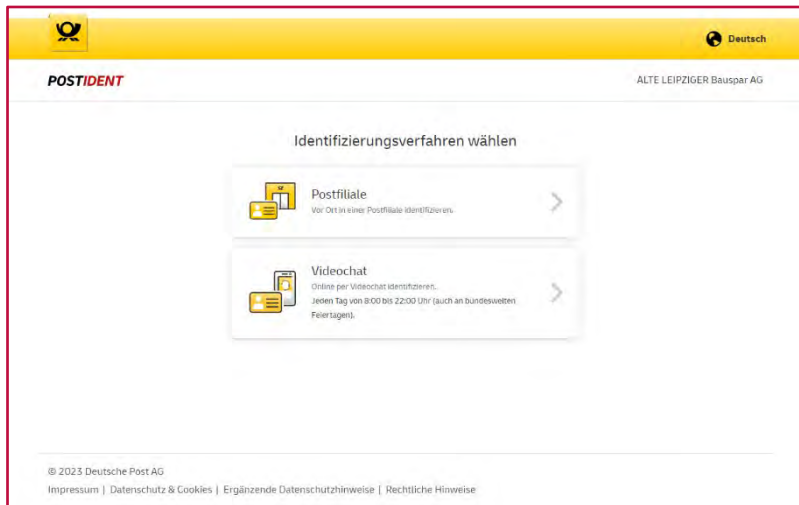 Deutsch
POSTIDENT
ALTE LEIPZIGER Bauspar AG
Identifizierungsverfahren wählen
Postfiliale
Vor Ort in einer Postfiliale identifizieren.
Videochat
Online per Videochat identifizieren.
Jeden Tag von 8:00 bis 22:00 Uhr (auch an bundesweiten
Feiertagen).
© 2023 Deutsche Post AG
Impressum | Datenschutz & Cookies | Ergänzende Datenschutzhinweise | Rechtliche Hinweise